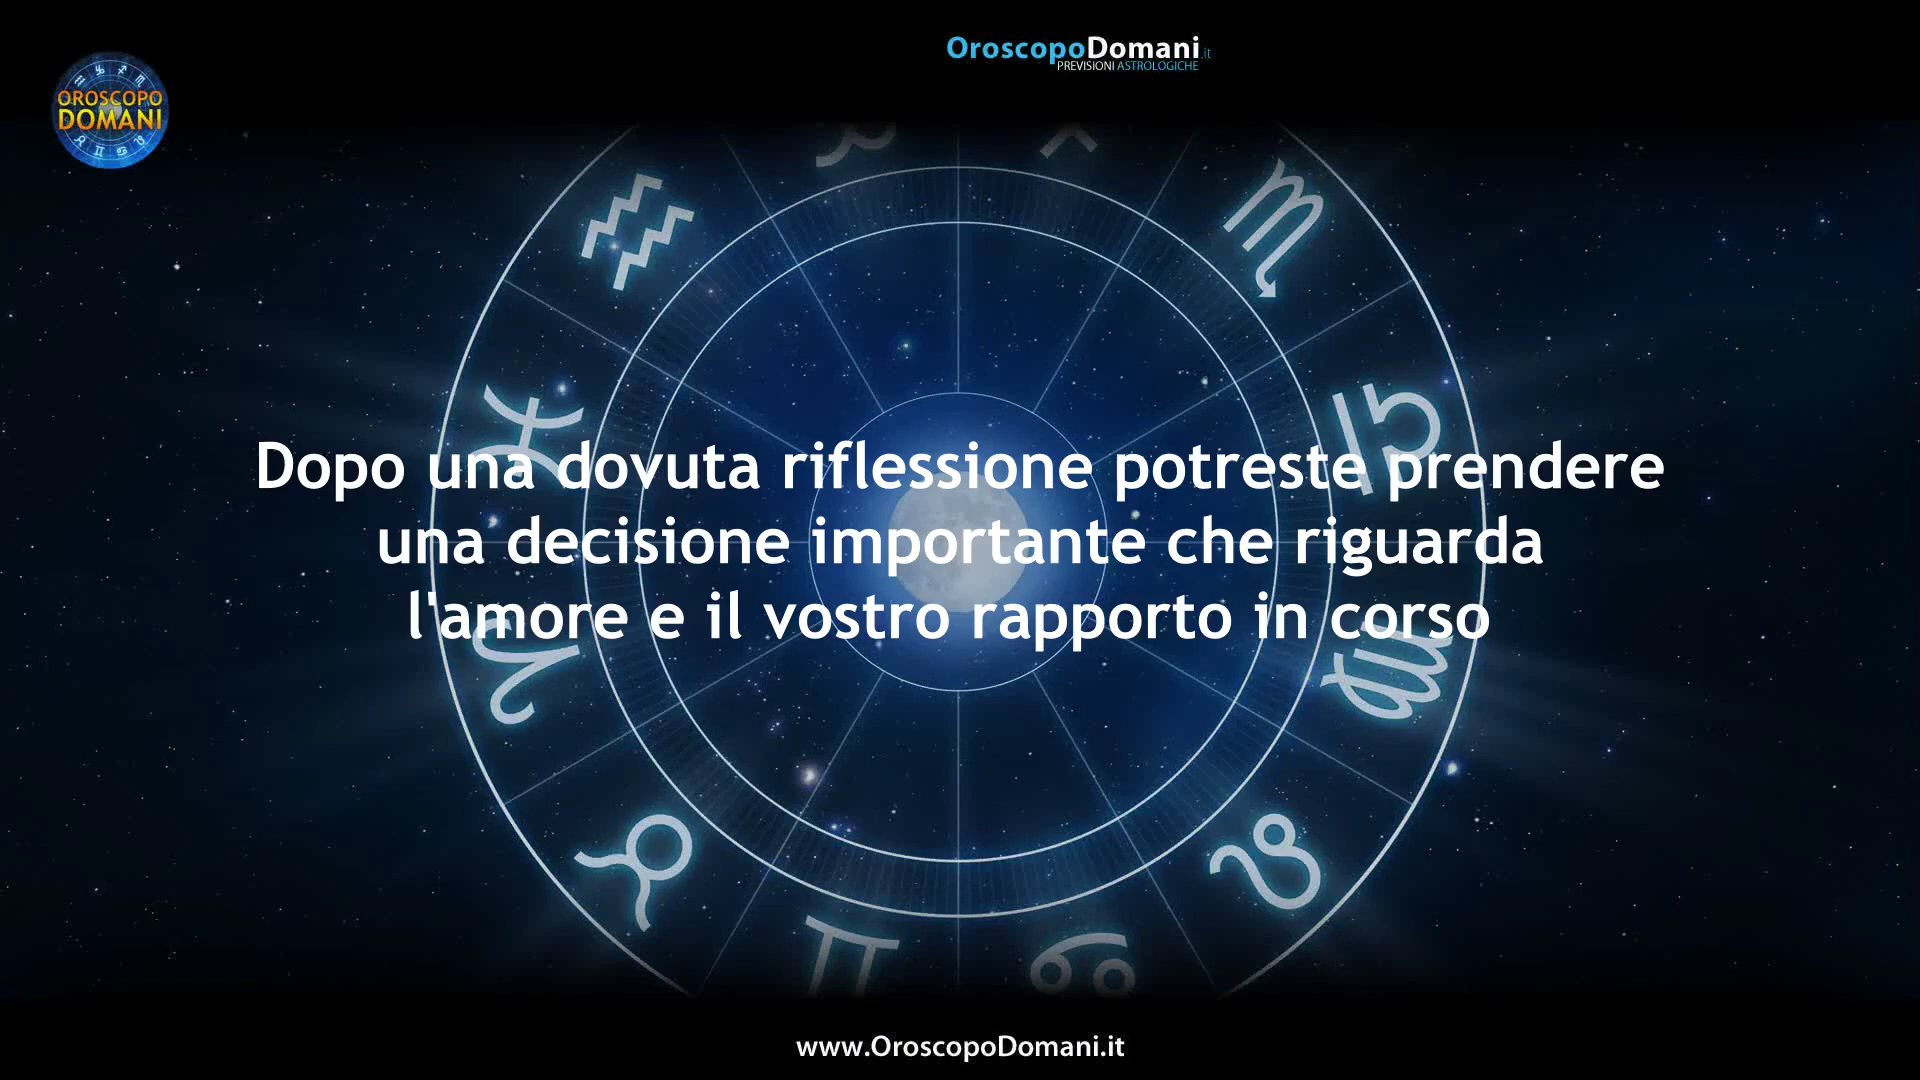 OroscopoDomani.it
PREVISIONI ASTROLOGICHE
OROSCOPO
DOMANI
Dopo una dovuta riflessione potreste prendere
una decisione importante che riguarda
l'amore e il vostro rapporto in corso
www.OroscopoDomani.it